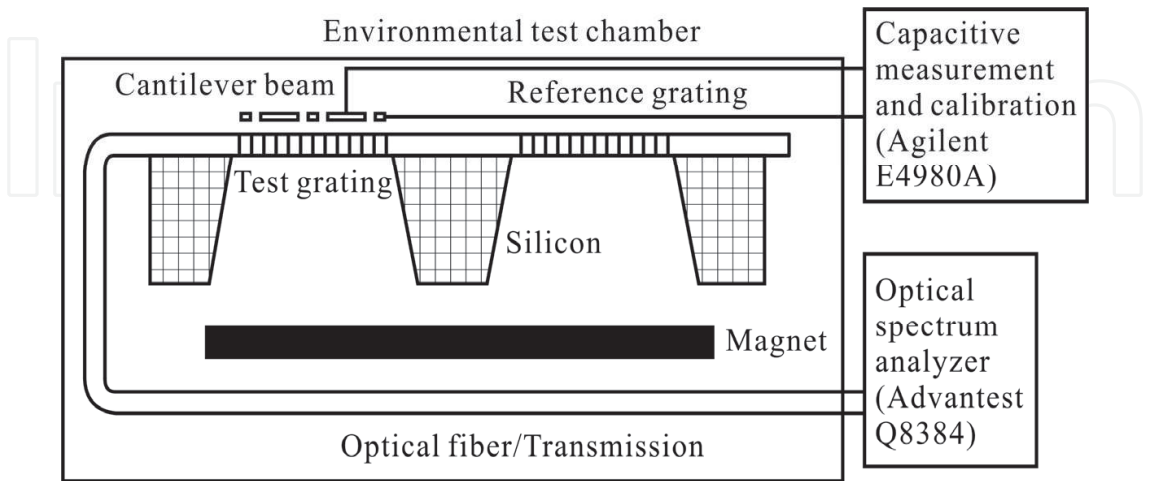 Environmental test chamber
Cantilever beam
Reference grating
Test grating
Silicon
Magnet
Optical fiber/Transmission
Capacitive
measurement
and calibration
(Agilent
E4980A)
Optical
spectrum
analyzer
(Advantest
Q8384)